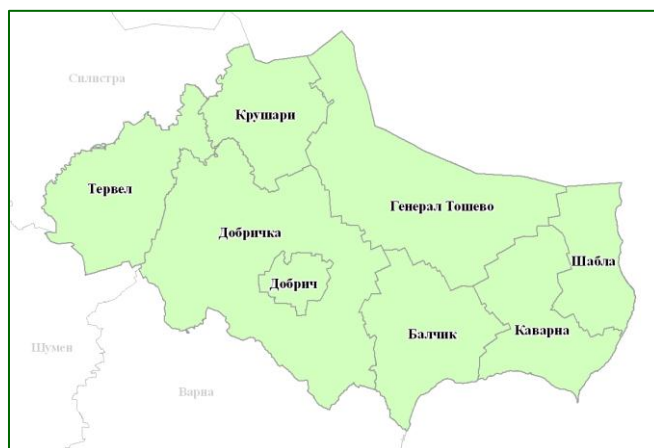 Силистра
Крушари
Тервел
Генерал Тошево
Добричка
Шабла
Добрич
Балчик
Каварна
Шумен
Варна